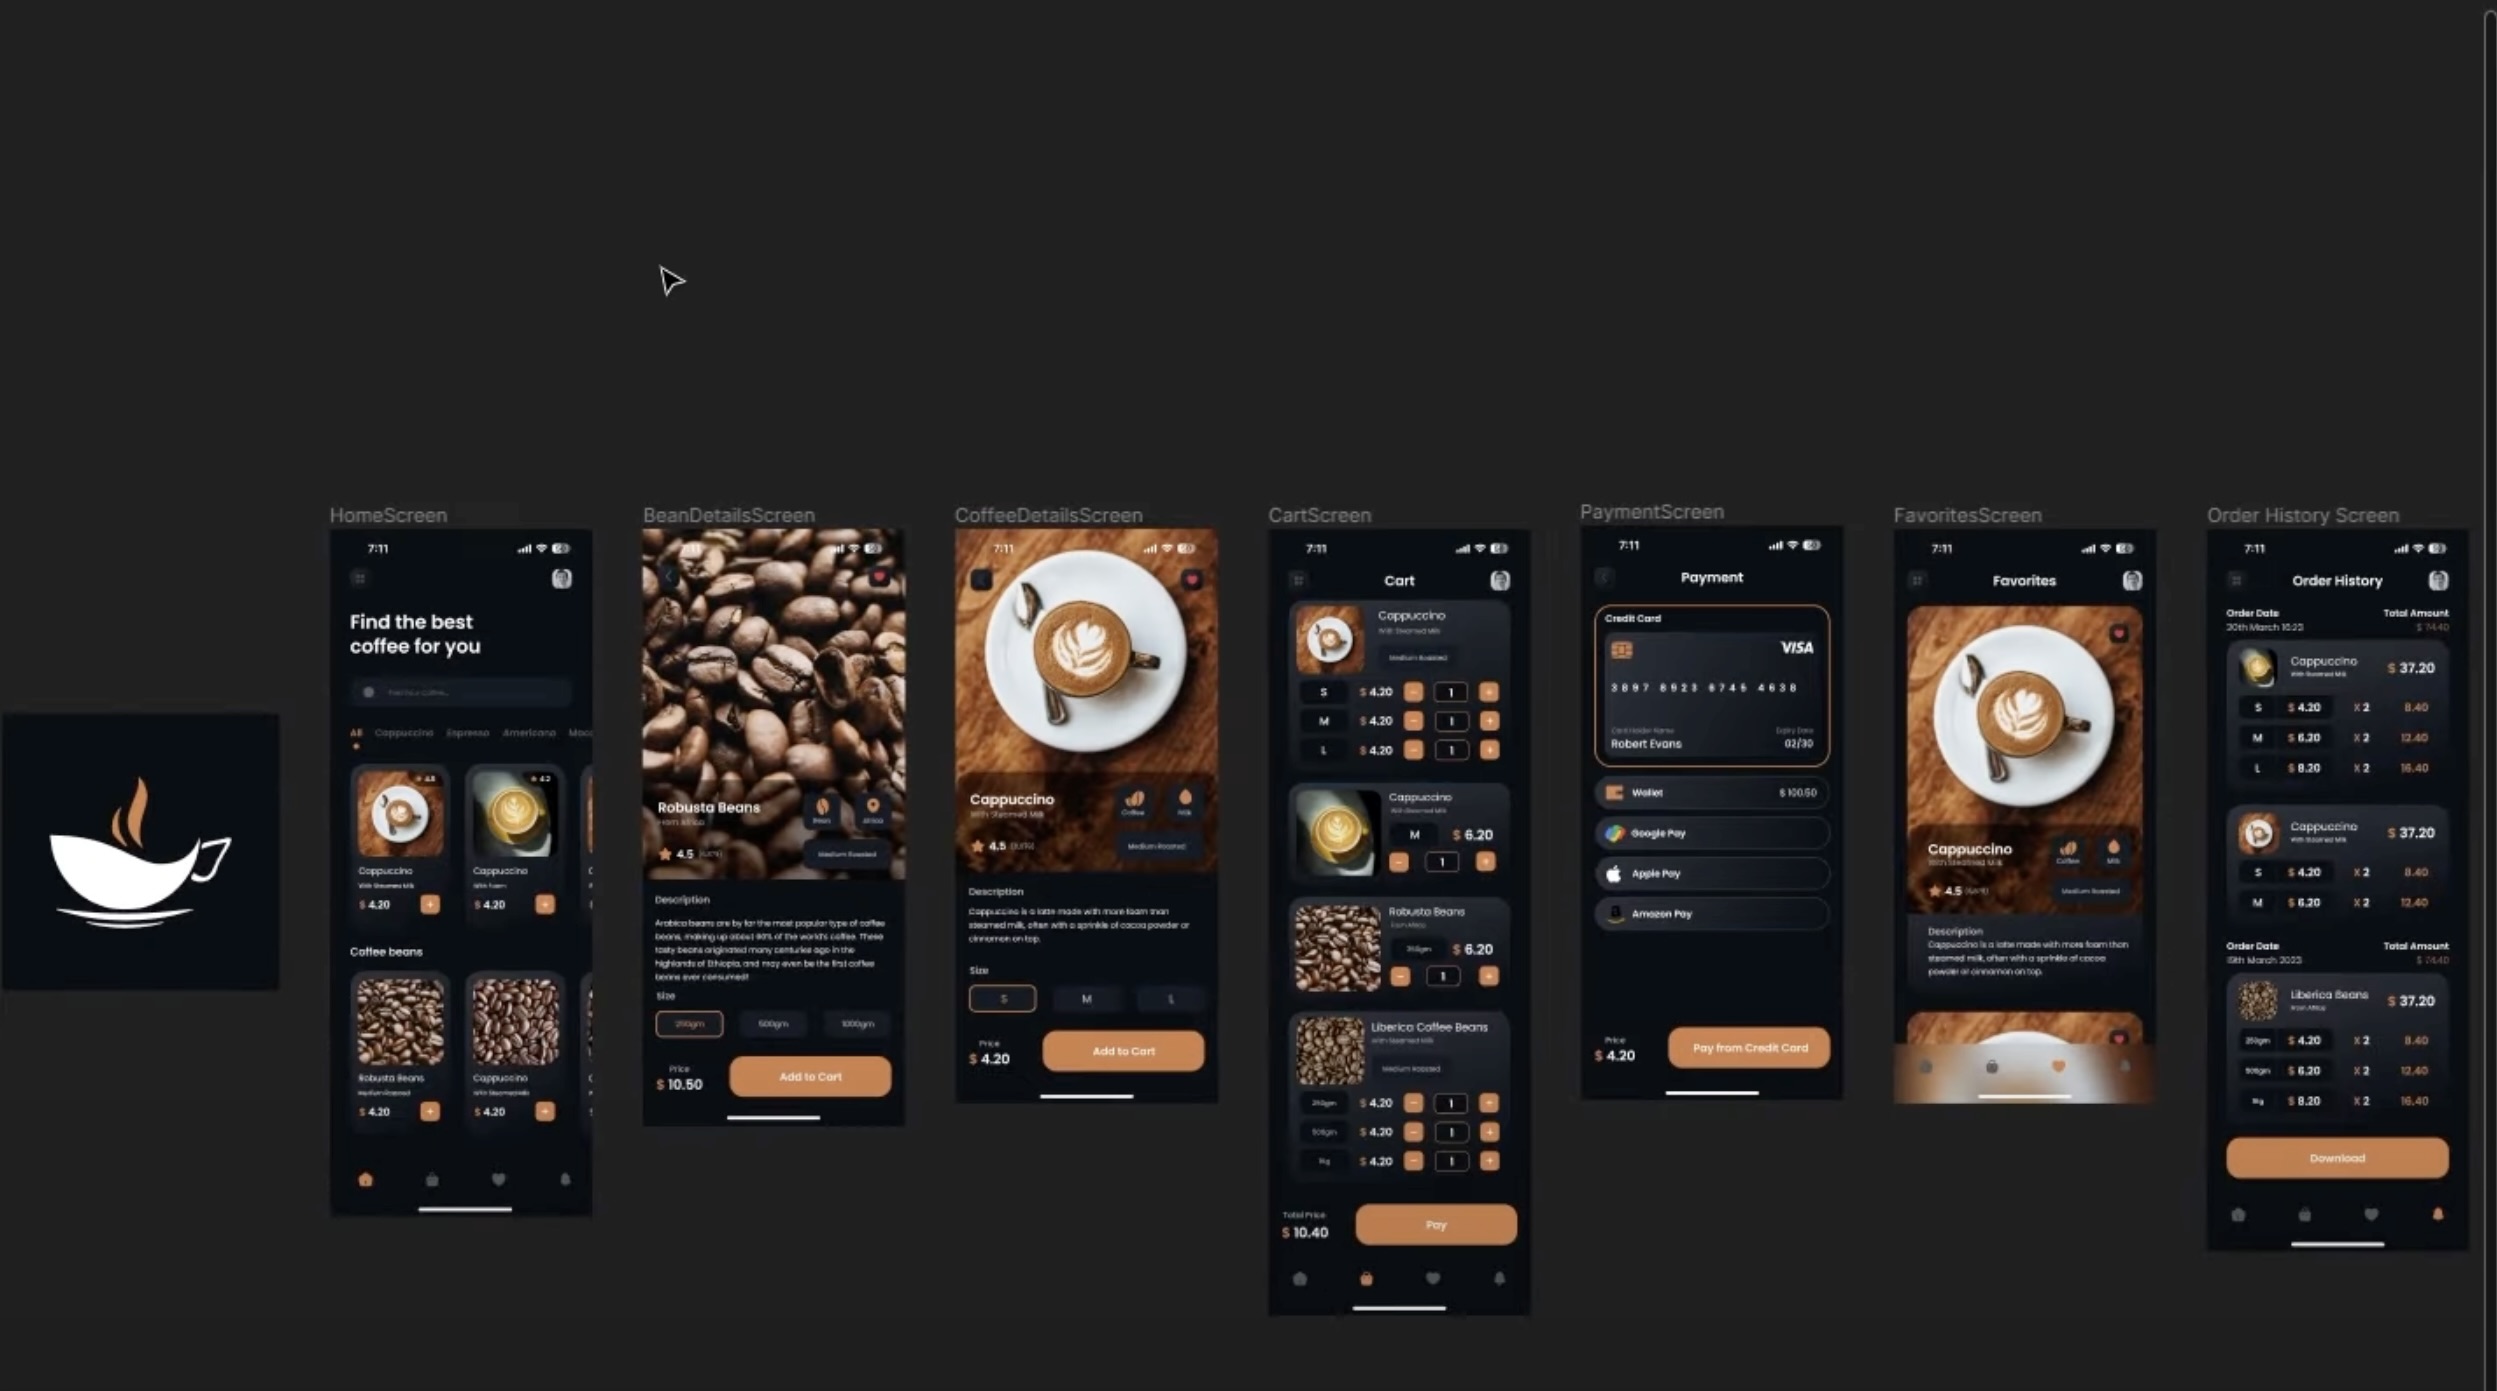 HomeScreen
7:11
Find the best
coffee for you
Find Your Coffee...
All Cappuccino Espresso Americano
4.5
4.2
Cappuccino
With Steamed Milk
$ 4.20
Cappuccino
With Foam
$ 4.20
Coffee beans
Robusta Beans
Medium Roasted
$ 4.20
Cappuccino
With Steamed Milk
$ 4.20
BeanDetailsScreen
Robusta Beans
From Africa
Bean
Africa
4.5
Medium Roasted
Description
Arabica beans are by far the most popular type of coffee
beans, making up about 60% of the world's coffee. These
tasty beans originated many centuries ago in the
highlands of Ethiopia, and may even be the first coffee
beans ever consumed!
Size
250gm
500gm
1000gm
Price
$ 10.50
Add to Cart
CoffeeDetailsScreen
7:11
Cappuccino
With Steamed Milk
Coffee
Milk
4.5
Medium Roasted
Description
Cappuccino is a latte made with more foam than
steamed milk, often with a sprinkle of cocoa powder or
cinnamon on top.
Size
S
M
L
Price
$ 4.20
Add to Cart
CartScreen
7:11
Cart
Cappuccino
With Steamed Milk
Medium Roasted
S $ 4.20 - 1 +
M $ 4.20 - 1 +
L $ 4.20 - 1 +
Cappuccino
With Steamed Milk
M $ 6.20
- 1 +
Robusta Beans
From Africa
250gm $ 6.20
- 1 +
Liberica Coffee Beans
With Steamed Milk
Medium Roasted
250gm $ 4.20 - 1 +
500gm $ 4.20 - 1 +
1kg $ 4.20 - 1 +
Total Price
$ 10.40
Pay
PaymentScreen
7:11
Payment
Credit Card
VISA
3897 8923 6745 4638
Card Holder Name
Expiry Date
Robert Evans
02/30
Wallet $ 100.50
Google Pay
Apple Pay
Amazon Pay
Price
$ 4.20
Pay from Credit Card
FavoritesScreen
7:11
Favorites
Cappuccino
With Steamed Milk
Coffee
Milk
4.5
Medium Roasted
Description
Cappuccino is a latte made with more foam than
steamed milk, often with a sprinkle of cocoa
powder or cinnamon on top.
Order History Screen
7:11
Order History
Order Date Total Amount
20th March 16:23 $ 74.40
Cappuccino
With Steamed Milk
$ 37.20
S $ 4.20 X 2 8.40
M $ 6.20 X 2 12.40
L $ 8.20 X 2 16.40
Cappuccino
With Steamed Milk
$ 37.20
S $ 4.20 X 2 8.40
M $ 6.20 X 2 12.40
Order Date Total Amount
19th March 2023 $ 74.40
Liberica Beans
From Africa
$ 37.20
250gm $ 4.20 X 2 8.40
500gm $ 6.20 X 2 12.40
1kg $ 8.20 X 2 16.40
Download